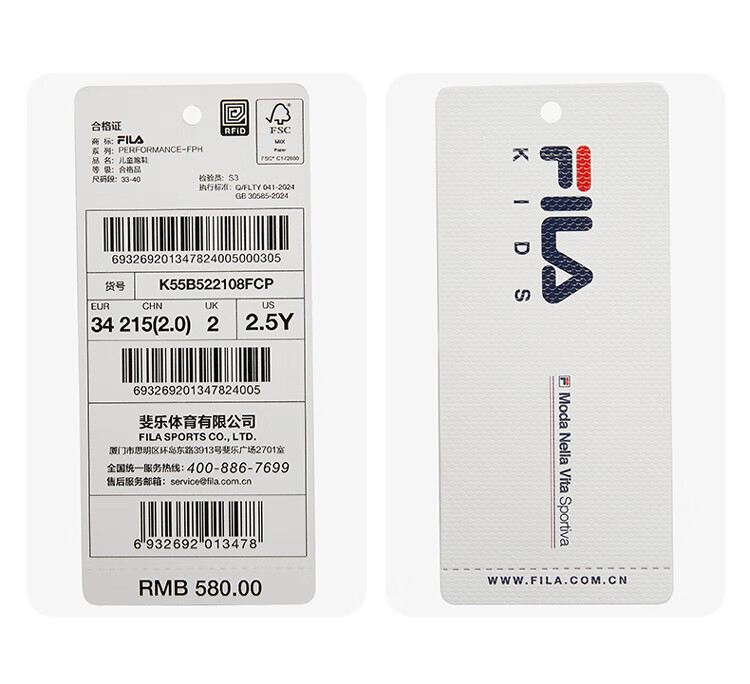 合格证
商 标: FILA
系 列: PERFORMANCE-FPH
品 名: 儿童跑鞋
等 级: 合格品
尺码段: 33-40
RFiD
FSC
MIX
Paper
FSC® C172600
检验员: S3
执行标准: Q/FLTY 041-2024
GB 30585-2024
693269201347824005000305
货号 K55B522108FCP
EUR CHN UK US
34 215(2.0) 2 2.5Y
693269201347824005
斐乐体育有限公司
FILA SPORTS CO., LTD.
厦门市思明区环岛东路3913号斐乐广场2701室
全国统一服务热线: 400-886-7699
售后服务邮箱: service@fila.com.cn
6 932692 013478
RMB 580.00
FILA
KIDS
F Moda Nella Vita Sportiva
WWW.FILA.COM.CN